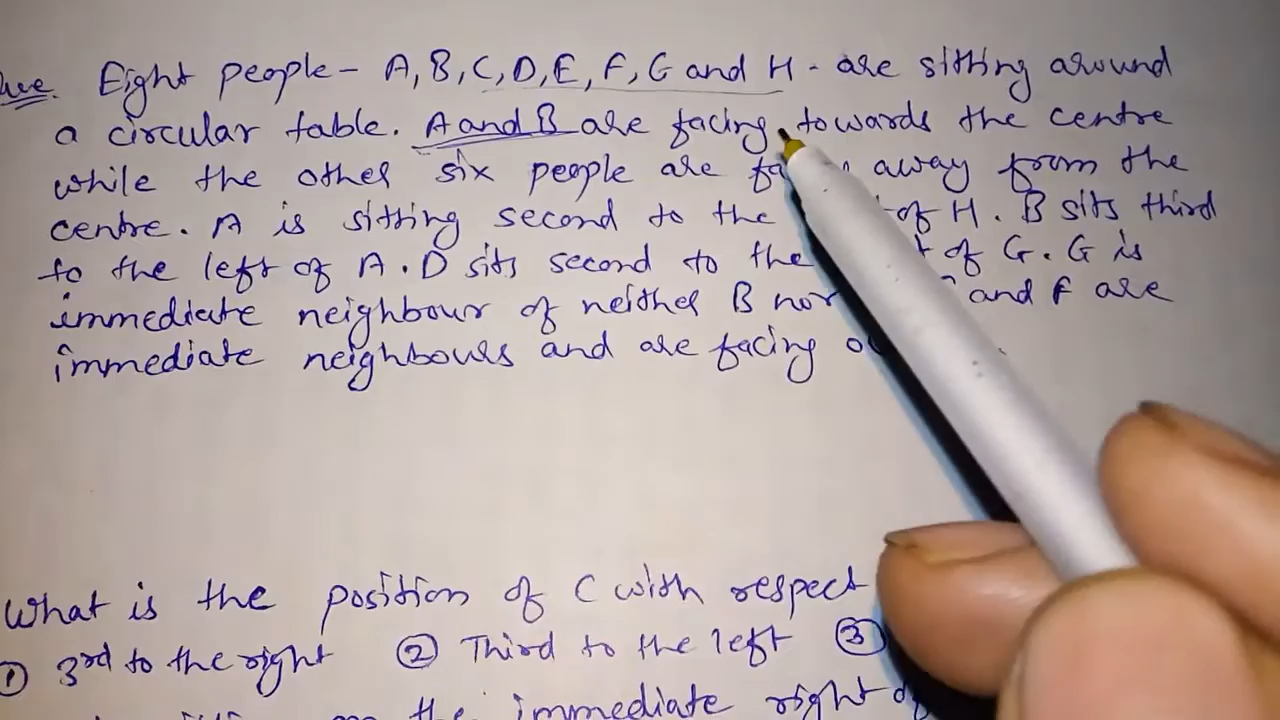 Que. Eight people - A, B, C, D, E, F, G and H - are sitting around
a circular table. A and B are facing towards the centre
while the other six people are away from the
centre. A is sitting second to the of H. B sits third
to the left of A. D sits second to the of G. G is
immediate neighbour of neither B nor and F are
immediate neighbours and are facing
What is the position of C with respect
① 3rd to the right ② Third to the left ③
the immediate right